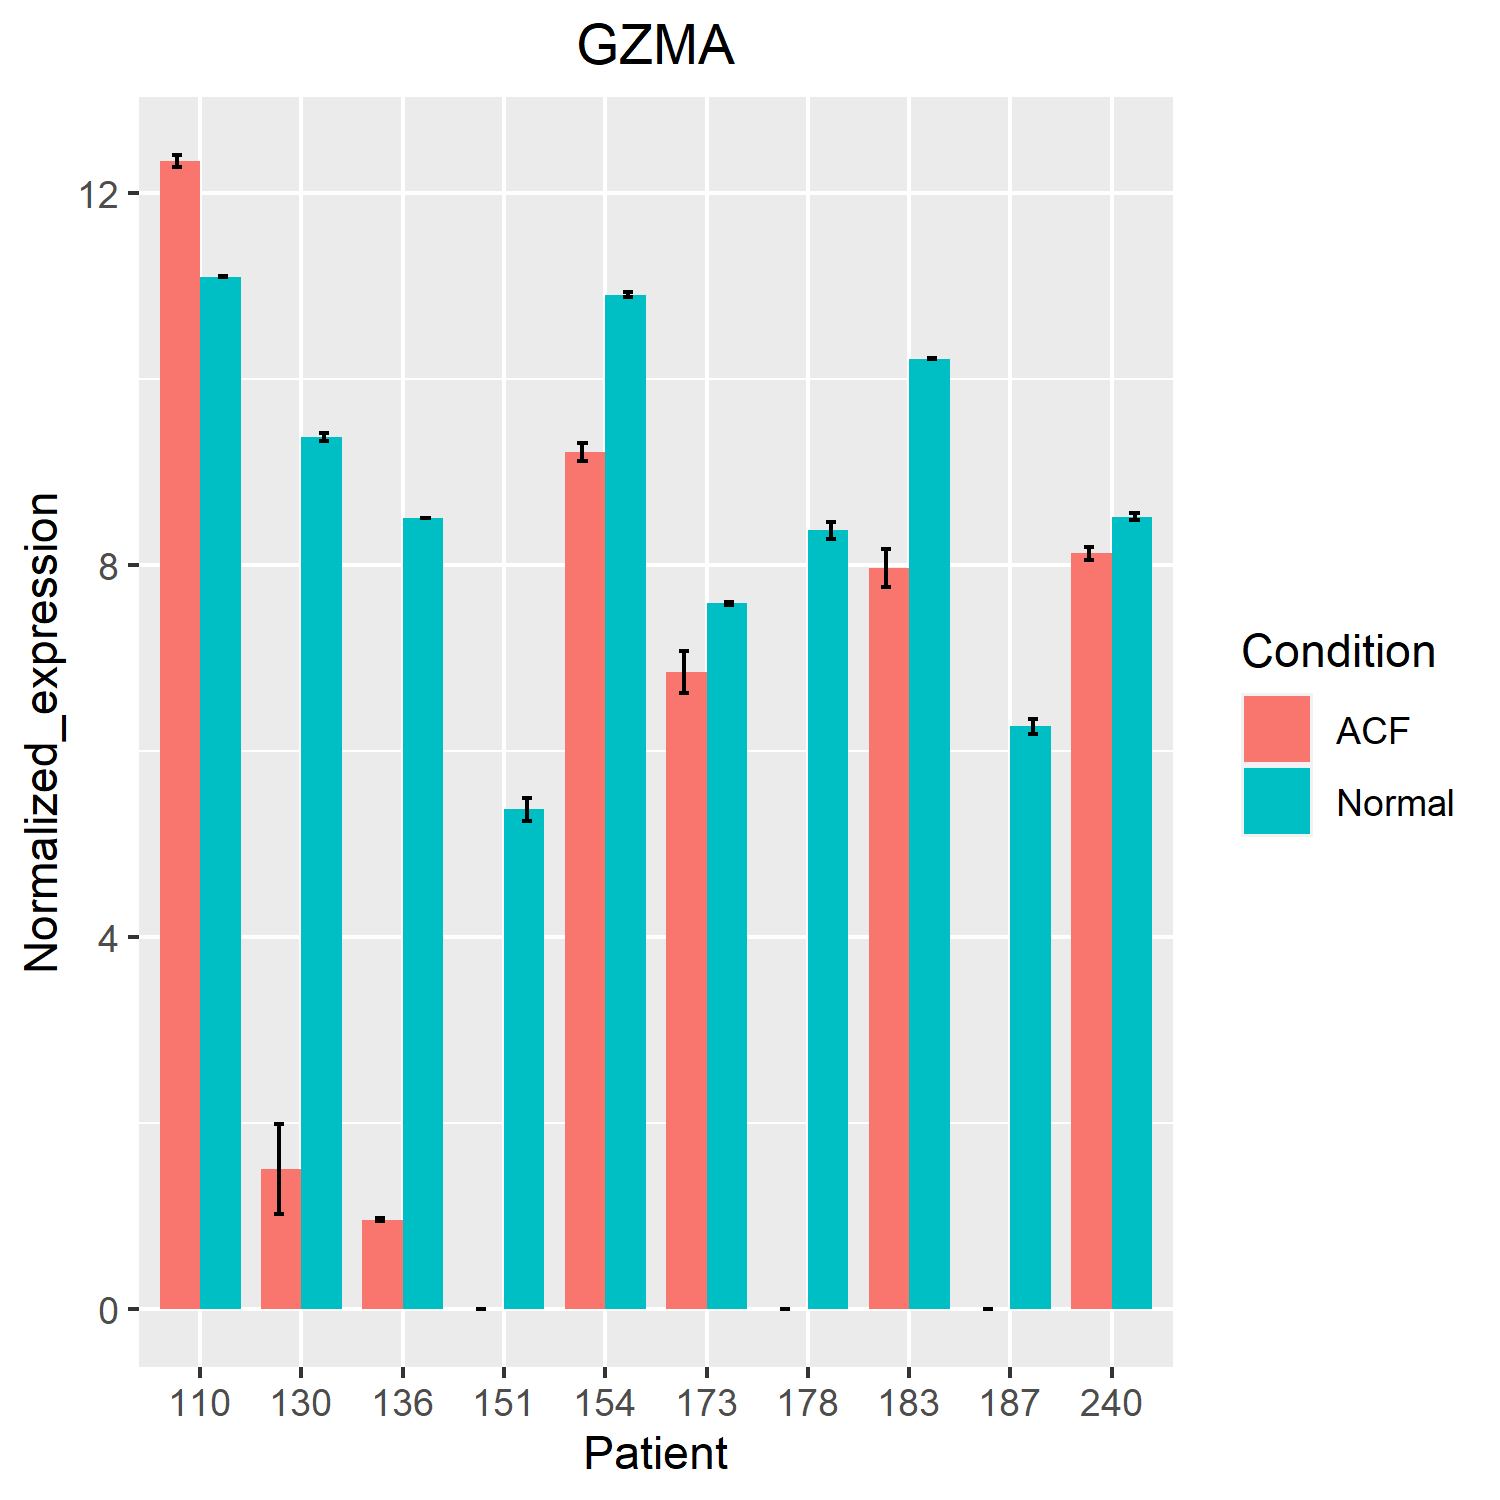 GZMA
12
8
4
0
Normalized_expression
110 130 136 151 154 173 178 183 187 240
Patient
Condition
ACF
Normal